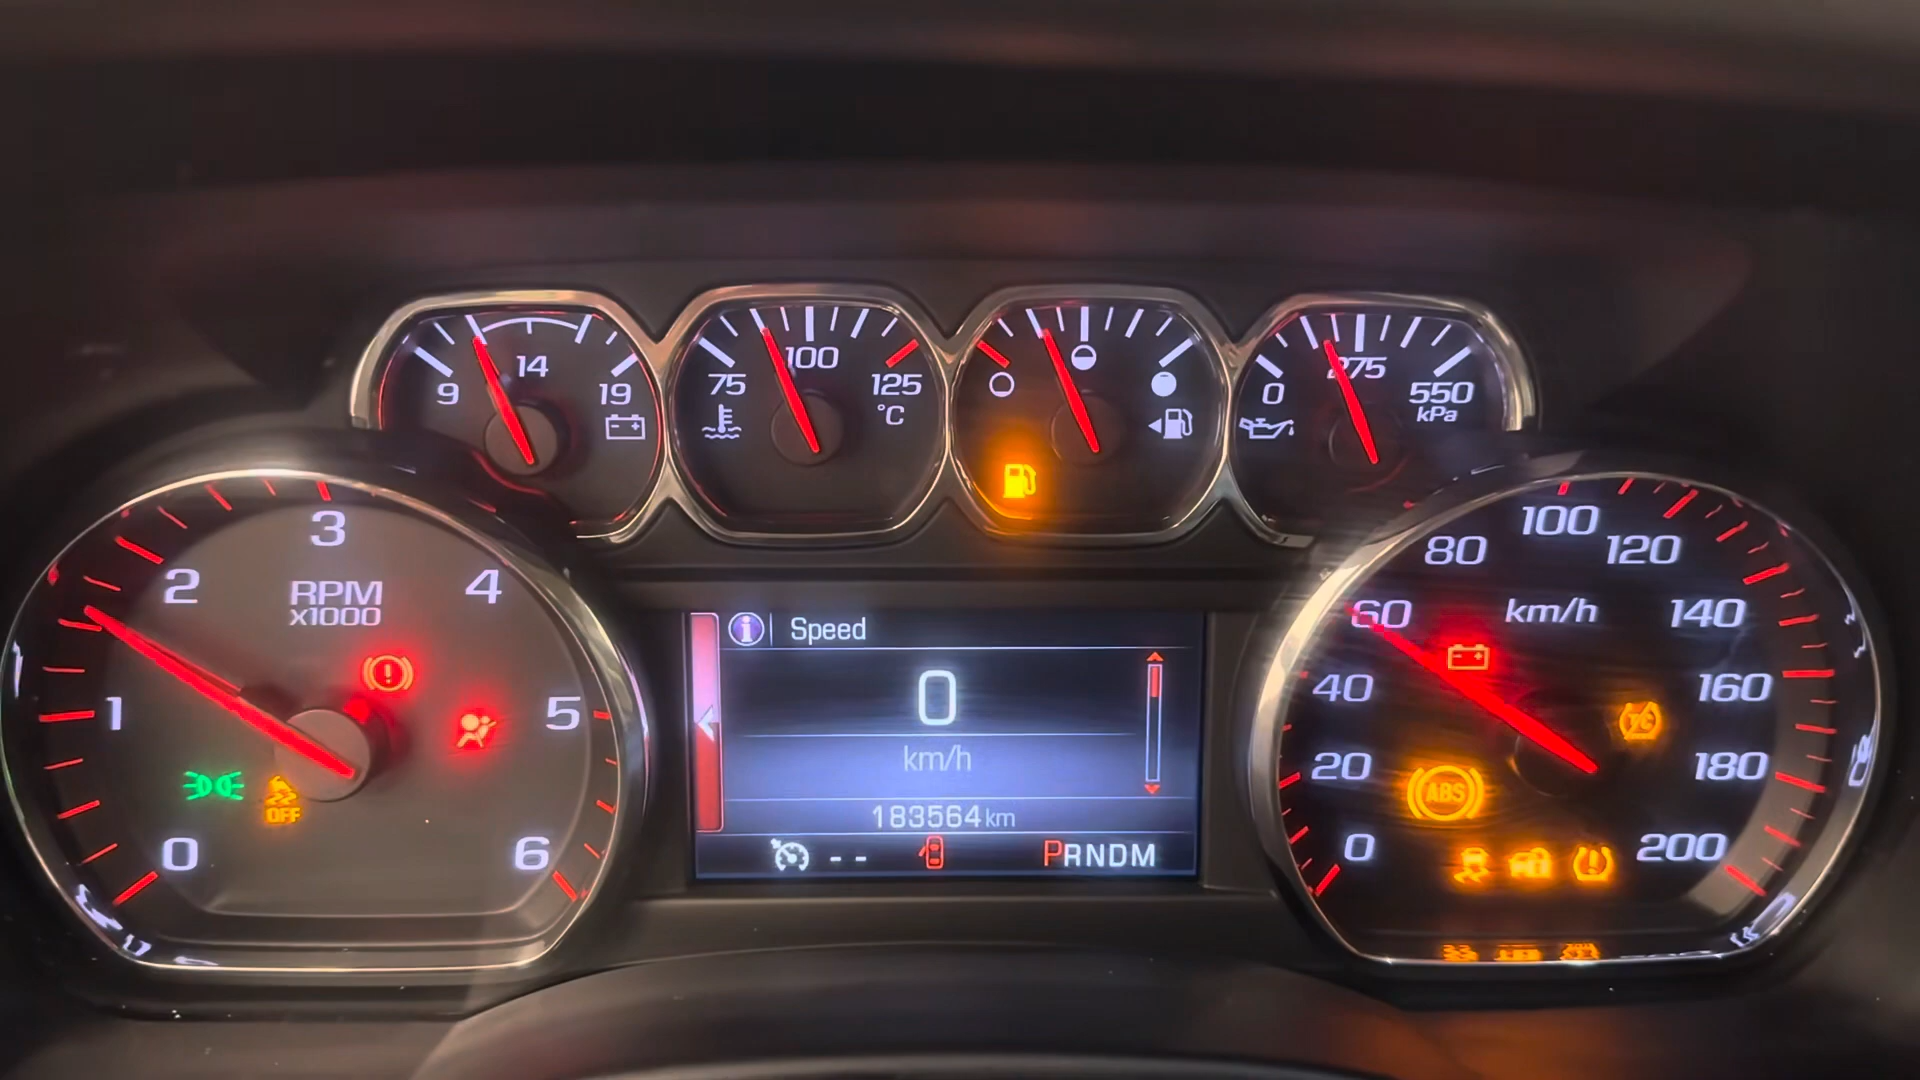 9 14 19
75 100 125
°C
0 275 550
kPa
0 1 2 3 4 5 6
RPM
x1000
OFF
Speed
0
km/h
183564 km
-- PRNDM
0 20 40 60 80 100 120 140 160 180 200
km/h
TC
ABS